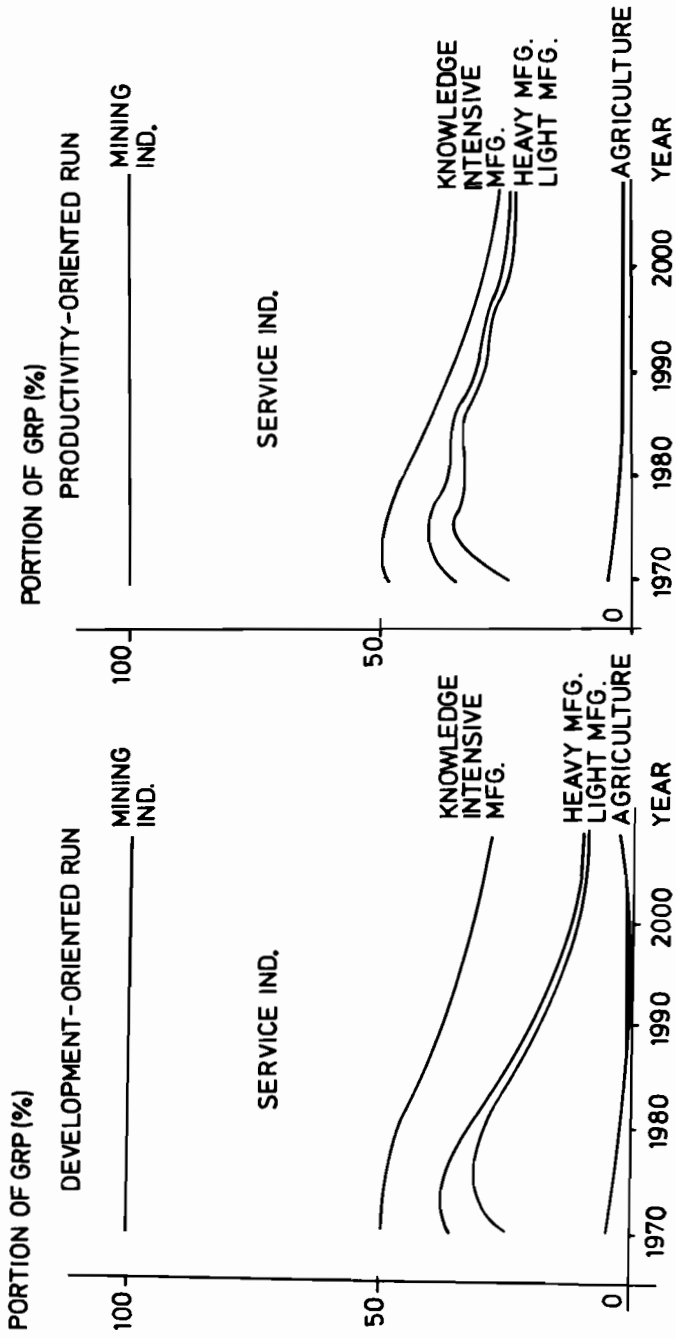 PORTION OF GRP (%)
DEVELOPMENT-ORIENTED RUN
100
MINING
IND.
SERVICE IND.
50
KNOWLEDGE
INTENSIVE
MFG.
HEAVY MFG.
LIGHT MFG.
AGRICULTURE
0
1970
1980
1990
2000
YEAR
PORTION OF GRP (%)
PRODUCTIVITY-ORIENTED RUN
100
MINING
IND.
SERVICE IND.
50
KNOWLEDGE
INTENSIVE
MFG.
HEAVY MFG.
LIGHT MFG.
AGRICULTURE
0
1970
1980
1990
2000
YEAR